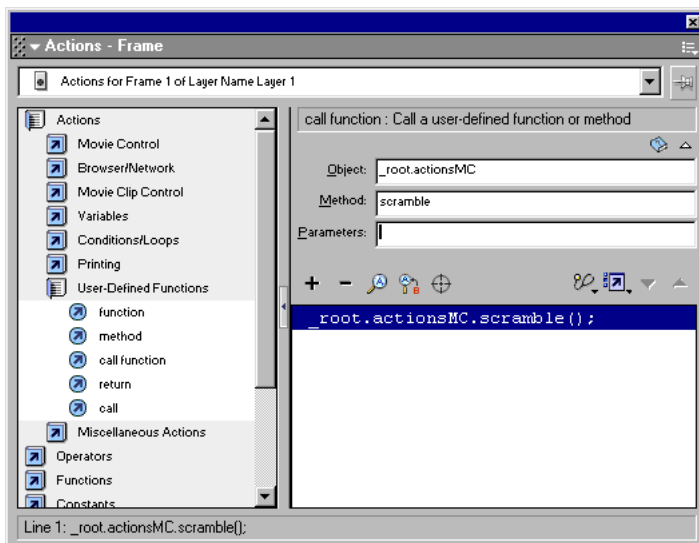 Actions - Frame
Actions for Frame 1 of Layer Name Layer 1
Actions
Movie Control
Browser/Network
Movie Clip Control
Variables
Conditions/Loops
Printing
User-Defined Functions
function
method
call function
return
call
Miscellaneous Actions
Operators
Functions
Constants
call function : Call a user-defined function or method
Object: _root.actionsMC
Method: scramble
Parameters:
_root.actionsMC.scramble();
Line 1: _root.actionsMC.scramble();